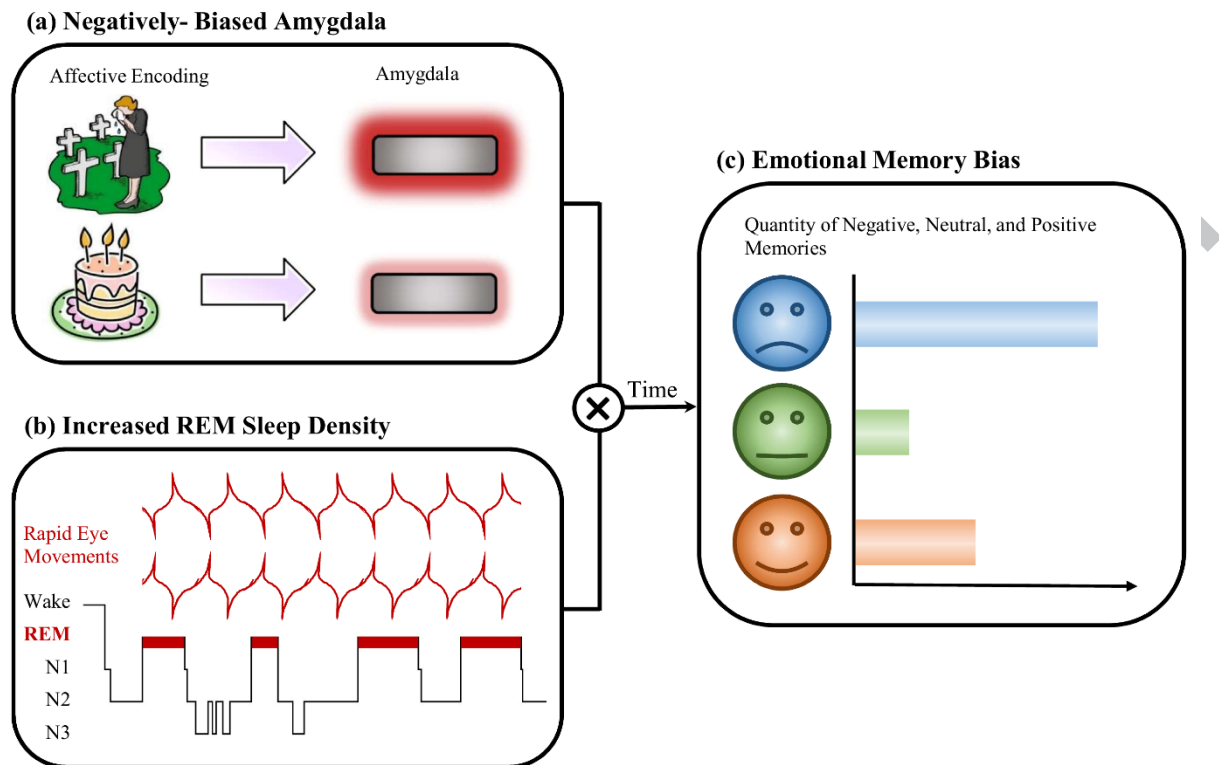 (a) Negatively- Biased Amygdala
Affective Encoding
Amygdala
(b) Increased REM Sleep Density
Rapid Eye
Movements
Wake
REM
N1
N2
N3
Time
(c) Emotional Memory Bias
Quantity of Negative, Neutral, and Positive
Memories